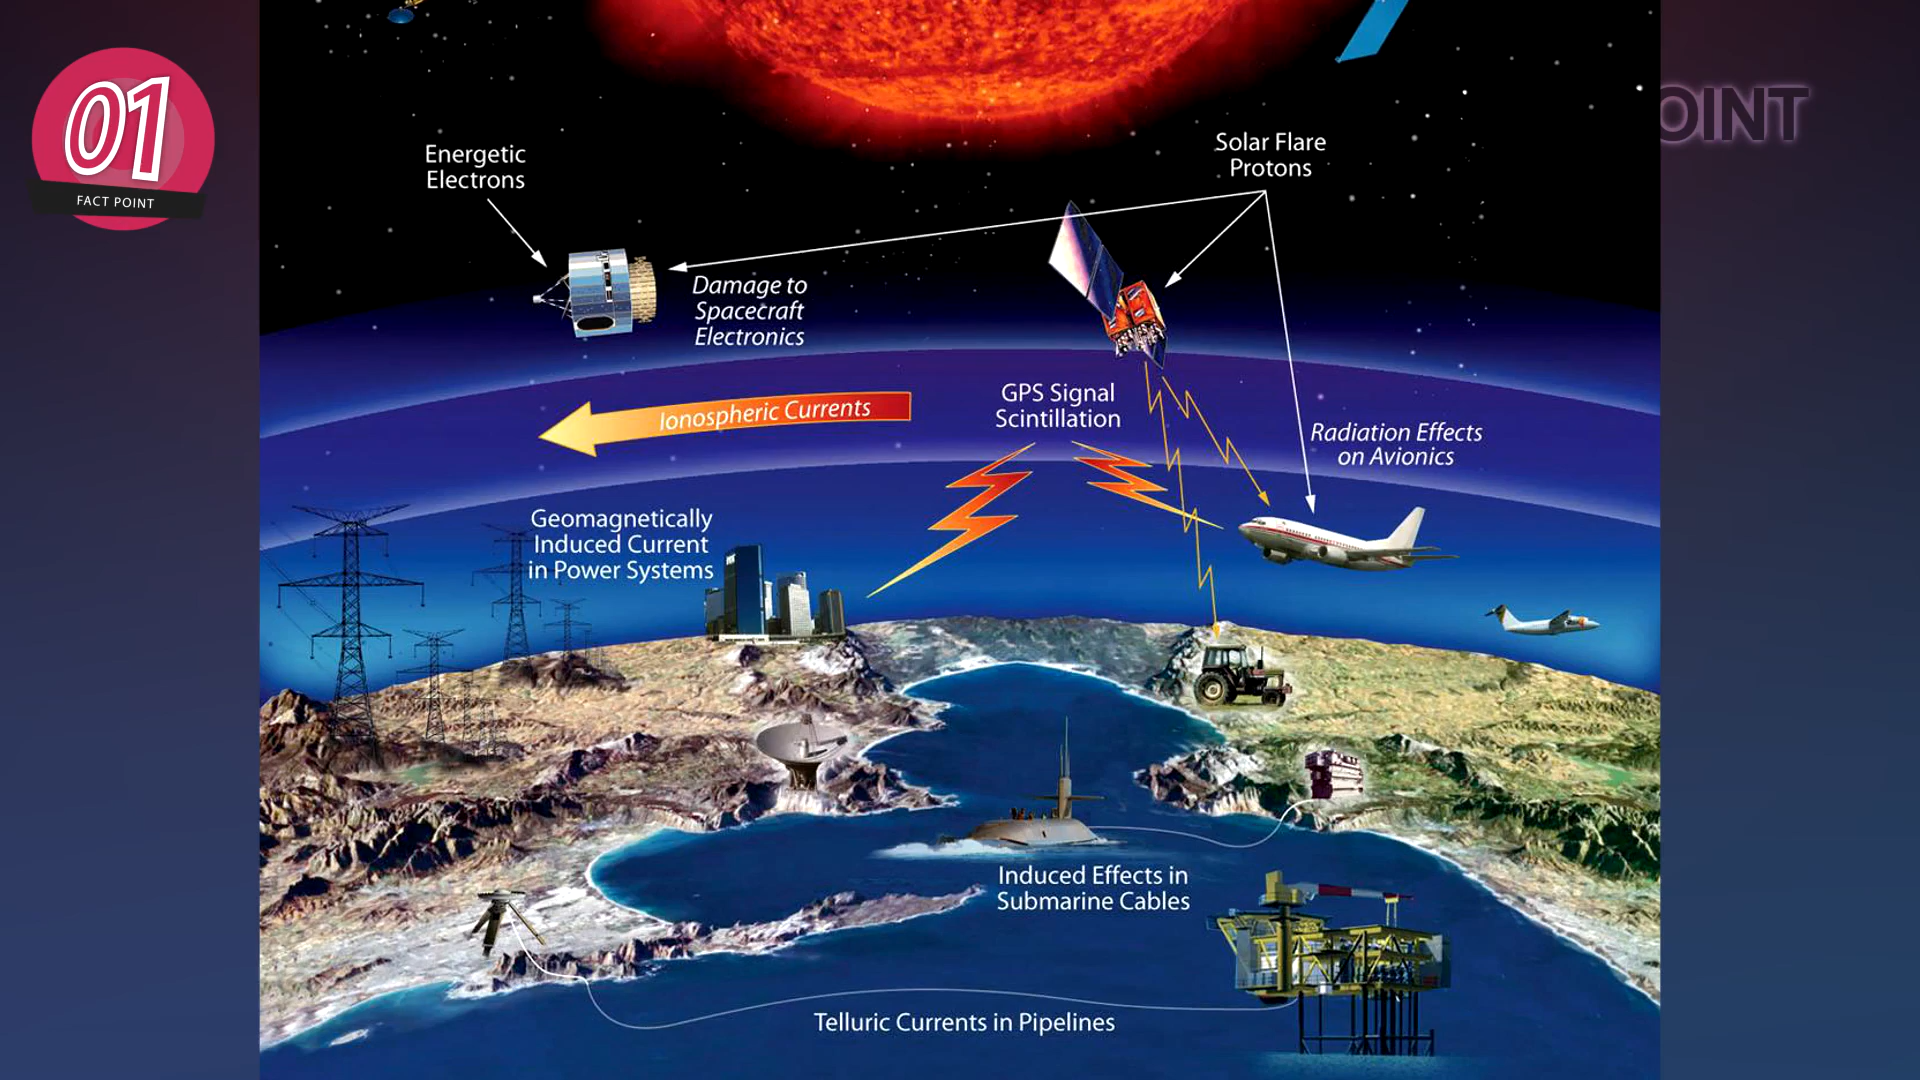 01
FACT POINT
OINT
Energetic
Electrons
Solar Flare
Protons
Damage to
Spacecraft
Electronics
Ionospheric Currents
GPS Signal
Scintillation
Radiation Effects
on Avionics
Geomagnetically
Induced Current
in Power Systems
Induced Effects in
Submarine Cables
Telluric Currents in Pipelines